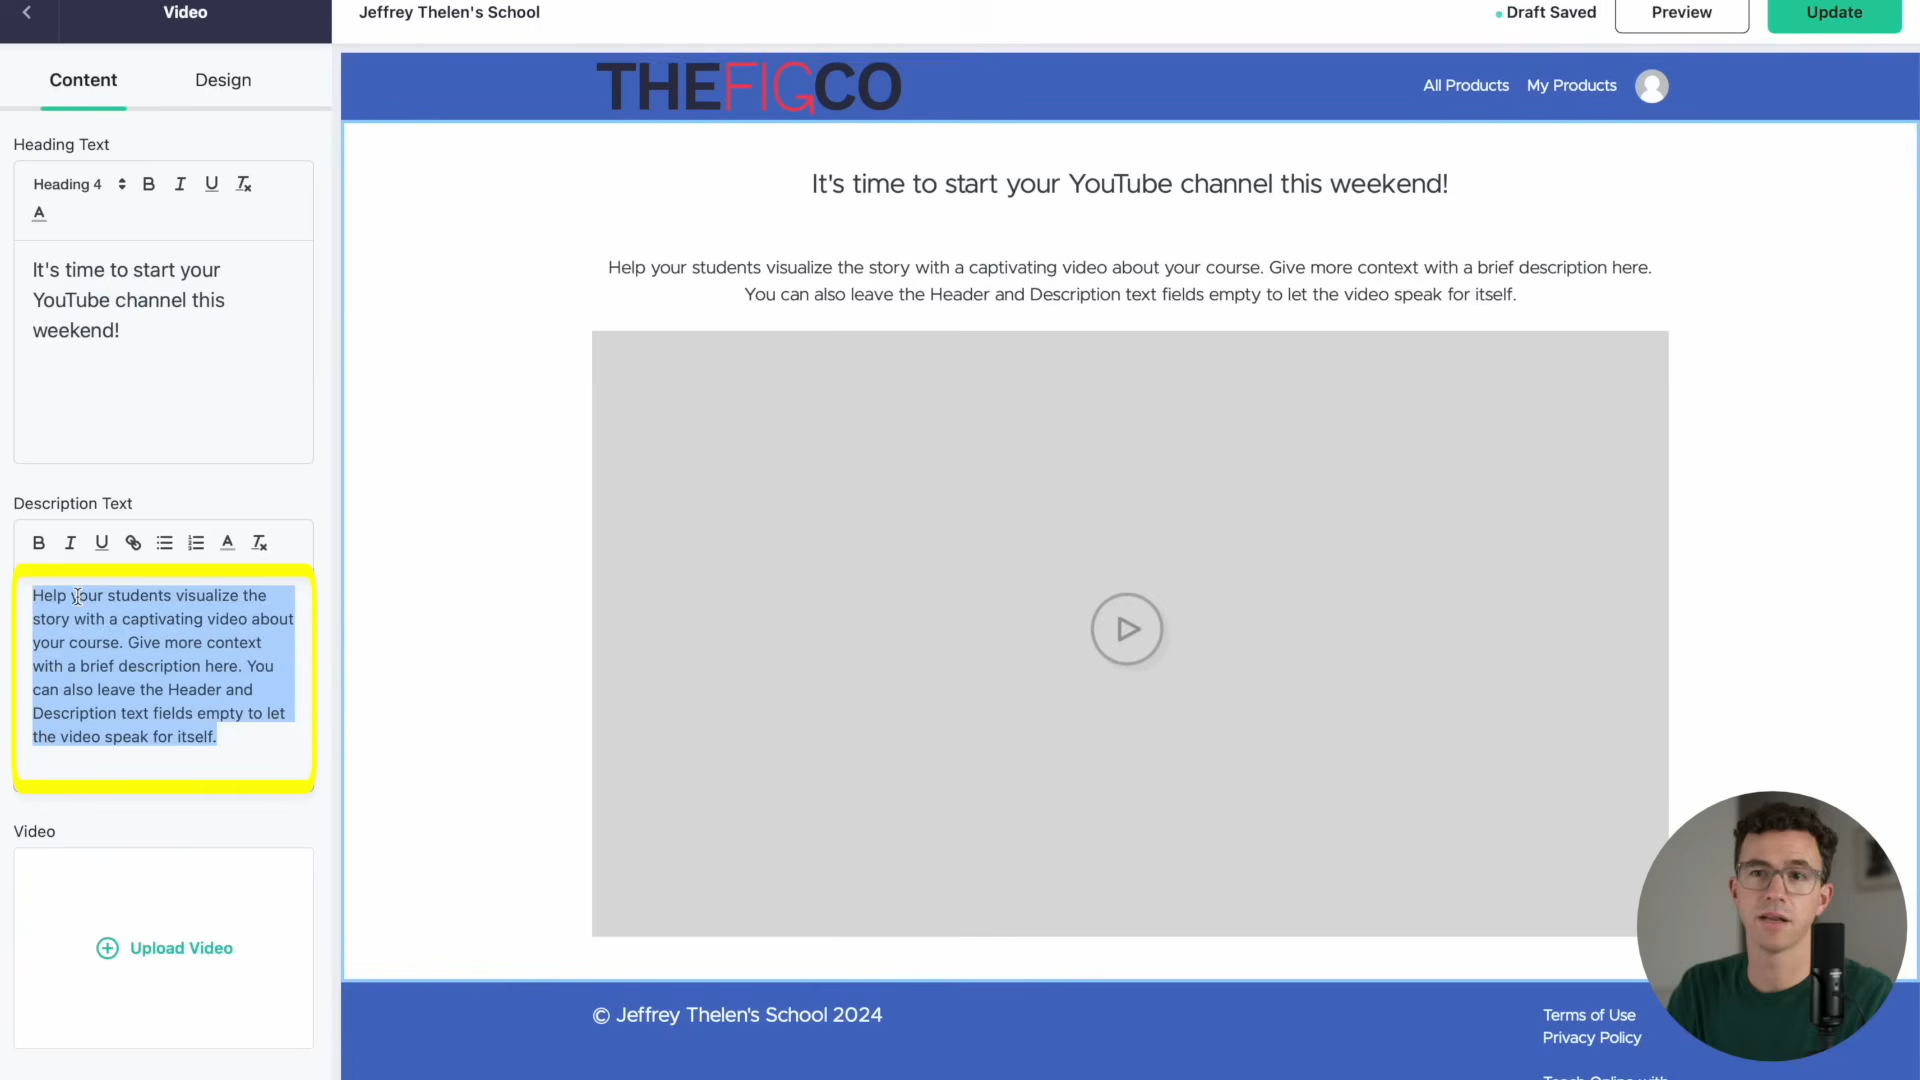 Video
Jeffrey Thelen's School
Draft Saved
Preview
Update
Content
Design
THEFIGCO
All Products
My Products
Heading Text
Heading 4
B I U Tx
A
It's time to start your
YouTube channel this
weekend!
Description Text
B I U A Tx
Help your students visualize the
story with a captivating video about
your course. Give more context
with a brief description here. You
can also leave the Header and
Description text fields empty to let
the video speak for itself.
Video
Upload Video
It's time to start your YouTube channel this weekend!
Help your students visualize the story with a captivating video about your course. Give more context with a brief description here.
You can also leave the Header and Description text fields empty to let the video speak for itself.
© Jeffrey Thelen's School 2024
Terms of Use
Privacy Policy
Teach Online with